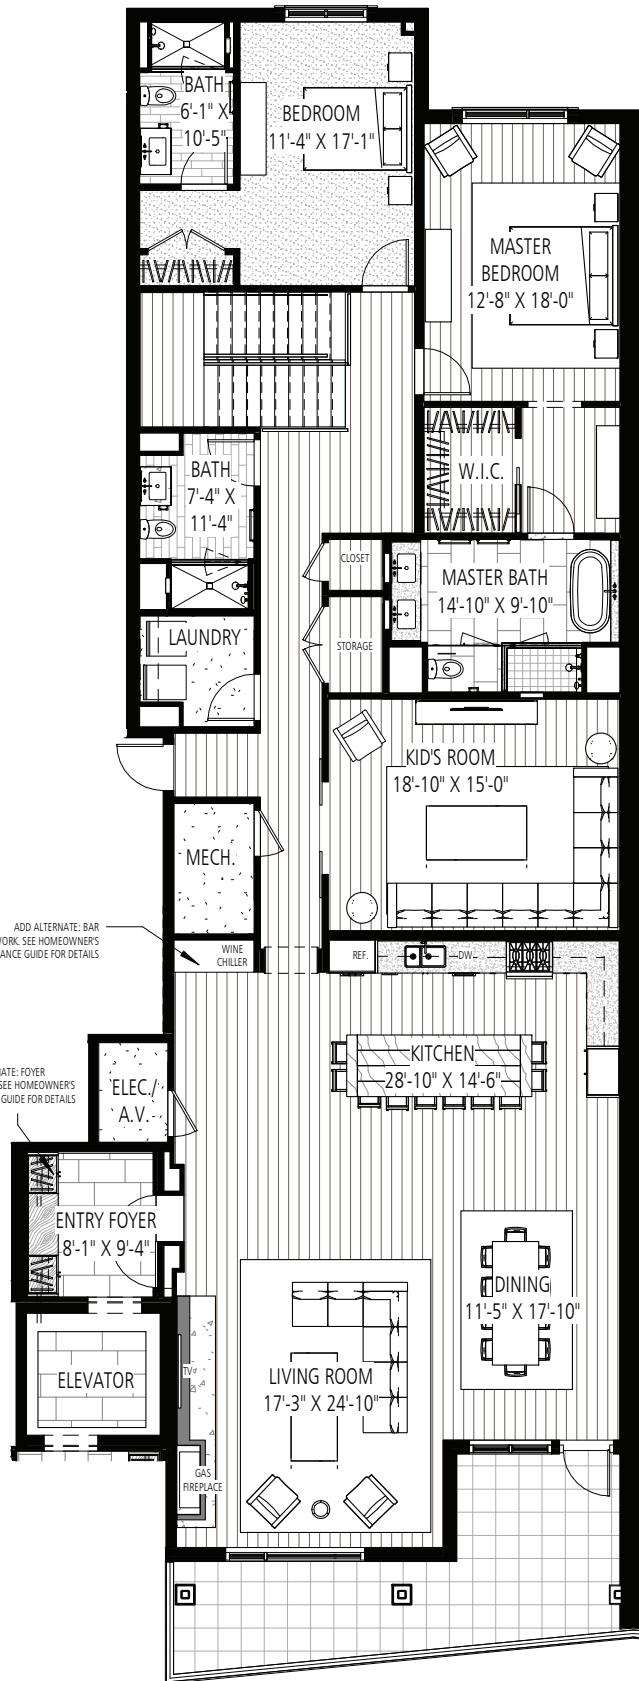 BATH
6'-1" X
10'-5"
BEDROOM
11'-4" X 17'-1"
MASTER
BEDROOM
12'-8" X 18'-0"
W.I.C.
BATH
7'-4" X
11'-4"
CLOSET
MASTER BATH
14'-10" X 9'-10"
LAUNDRY
STORAGE
KID'S ROOM
18'-10" X 15'-0"
MECH.
ADD ALTERNATE: BAR
WORK. SEE HOMEOWNER'S
GUIDE FOR DETAILS
WINE
CHILLER
REF.
DW
KITCHEN
28'-10" X 14'-6"
FOYER
SEE HOMEOWNER'S
GUIDE FOR DETAILS
ELEC./
A.V.
ENTRY FOYER
8'-1" X 9'-4"
DINING
11'-5" X 17'-10"
ELEVATOR
TV
LIVING ROOM
17'-3" X 24'-10"
GAS
FIREPLACE